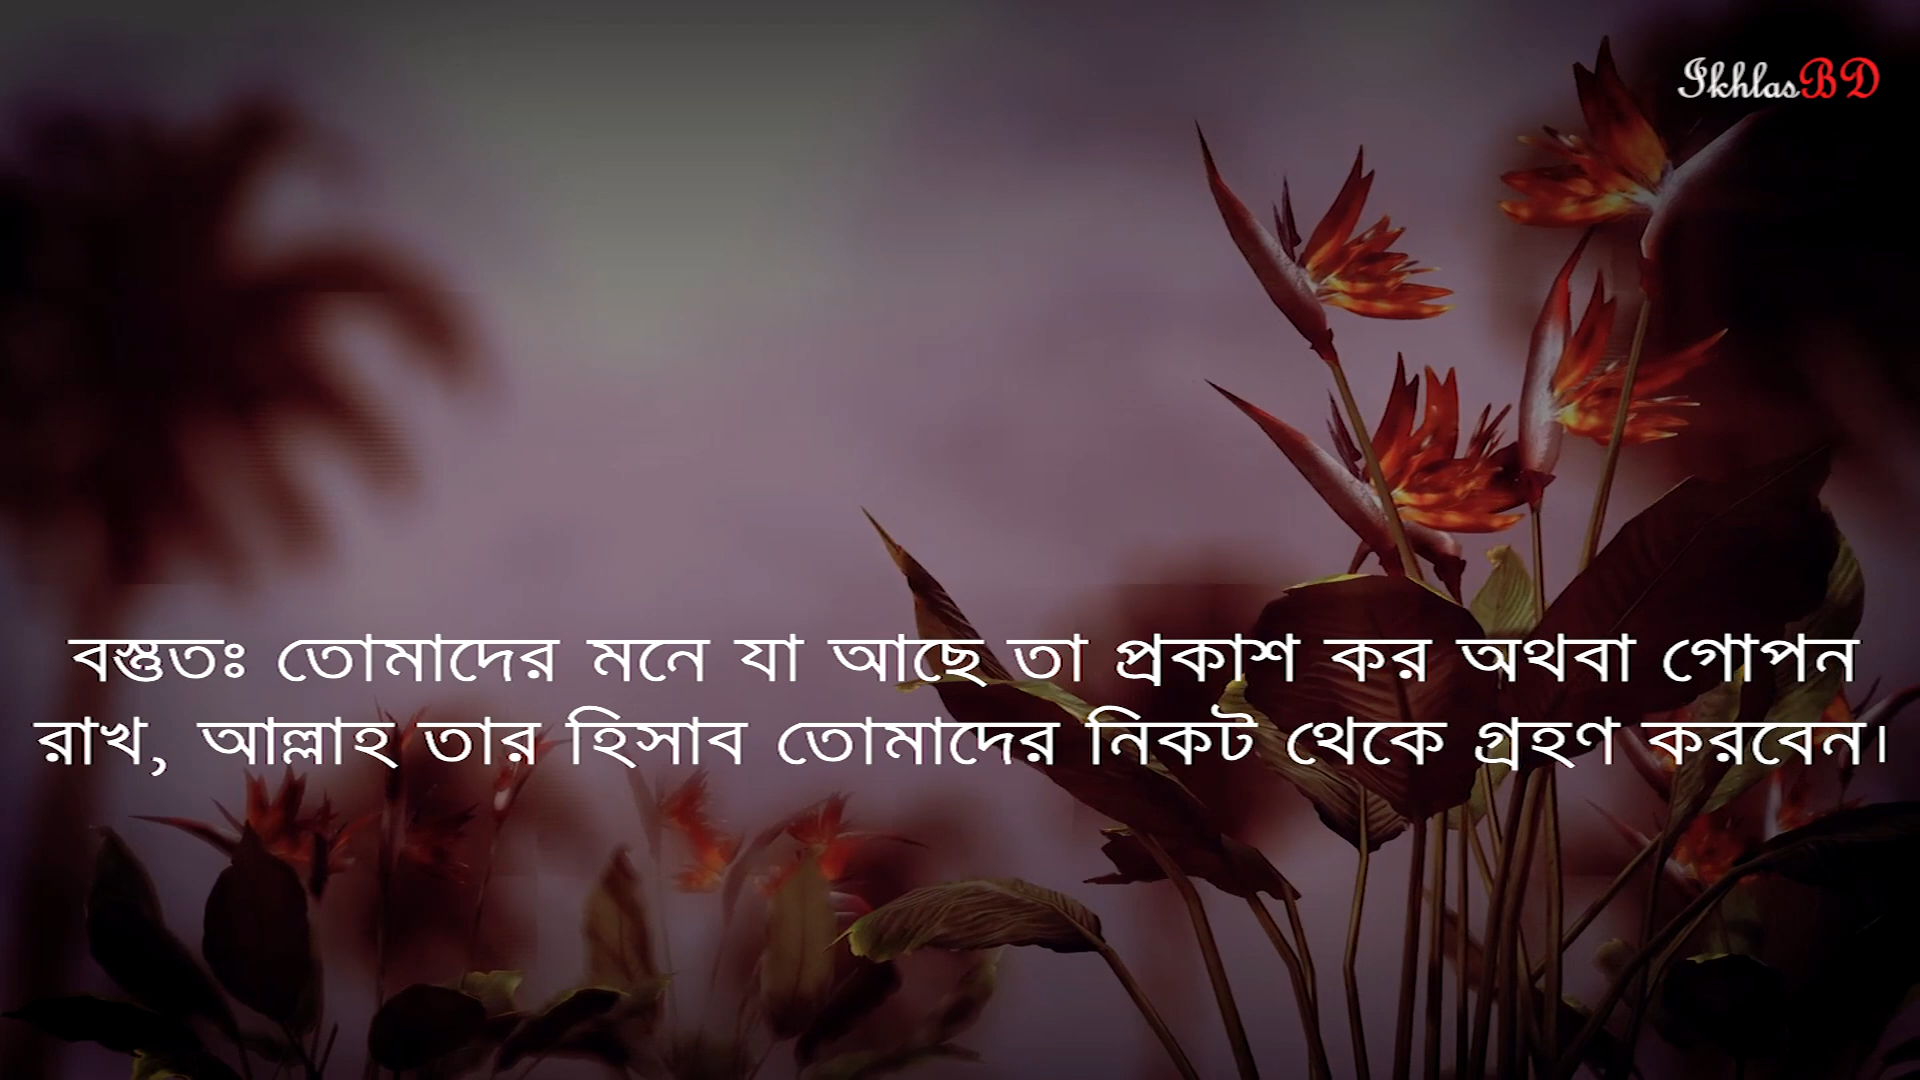 IkhlasBD
বস্তুতঃ তোমাদের মনে যা আছে তা প্রকাশ কর অথবা গোপন
রাখ, আল্লাহ তার হিসাব তোমাদের নিকট থেকে গ্রহণ করবেন।